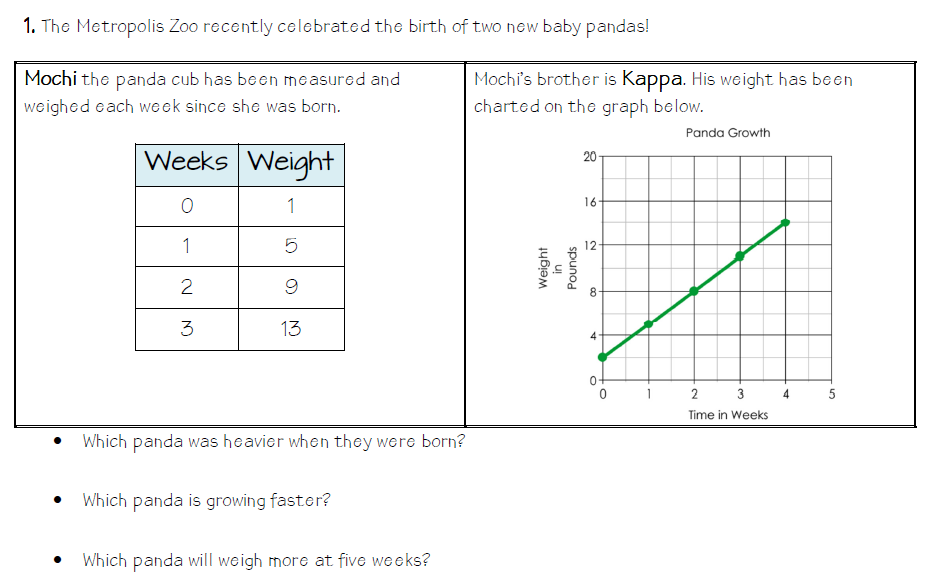 1. The Metropolis Zoo recently celebrated the birth of two new baby pandas!
Mochi the panda cub has been measured and
weighed each week since she was born.
Weeks Weight
0 1
1 5
2 9
3 13
Mochi's brother is Kappa. His weight has been
charted on the graph below.
Panda Growth
20
16
12
8
4
0
Weight
in
Pounds
0 1 2 3 4 5
Time in Weeks
• Which panda was heavier when they were born?
• Which panda is growing faster?
• Which panda will weigh more at five weeks?